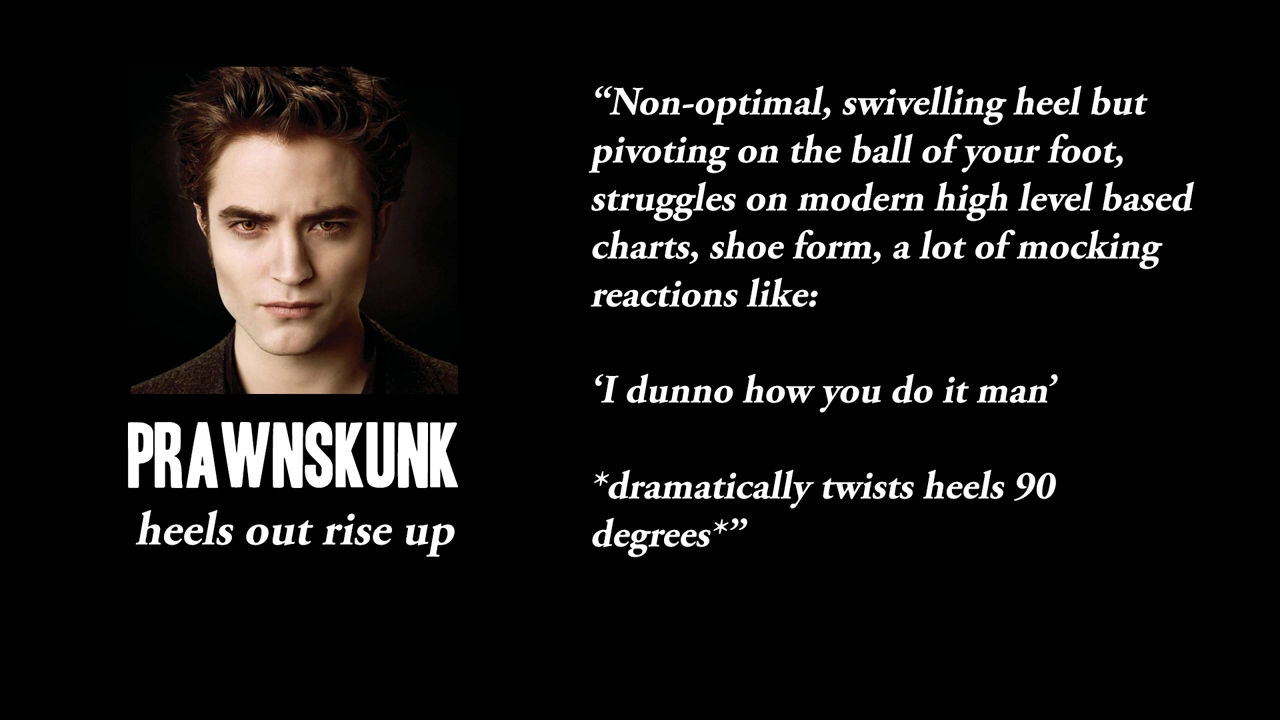 PRAWNSKUNK
heels out rise up
“Non-optimal, swivelling heel but
pivoting on the ball of your foot,
struggles on modern high level based
charts, shoe form, a lot of mocking
reactions like:
‘I dunno how you do it man’
*dramatically twists heels 90
degrees*”